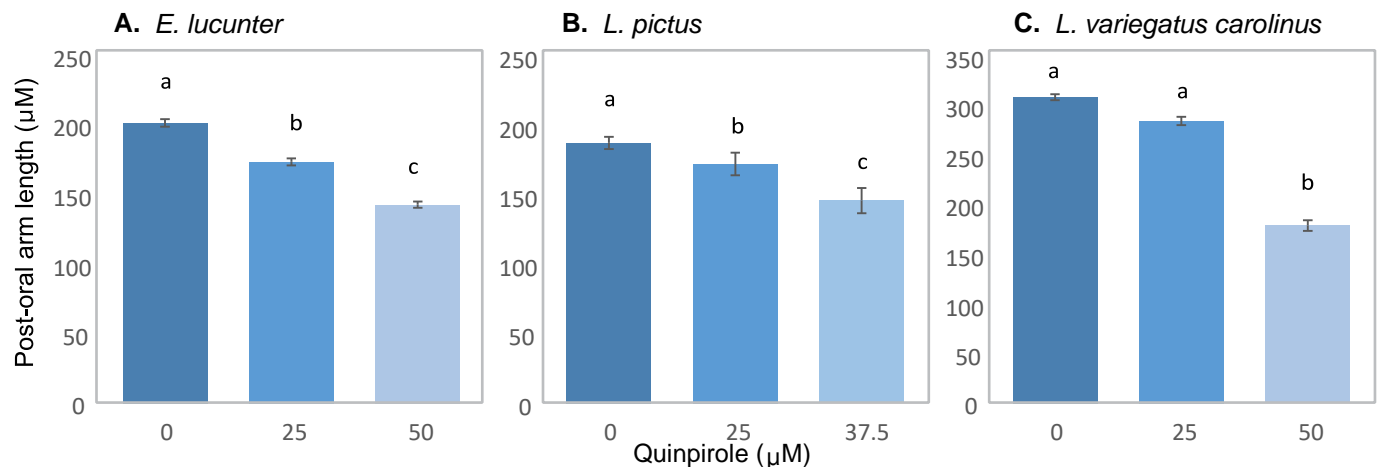 A. E. lucunter
B. L. pictus
C. L. variegatus carolinus
Post-oral arm length (µM)
250
200
150
100
50
0
a
b
c
0
25
50
250
200
150
100
50
0
a
b
c
0
25
37.5
350
300
250
200
150
100
50
0
a
a
b
0
25
50
Quinpirole (µM)